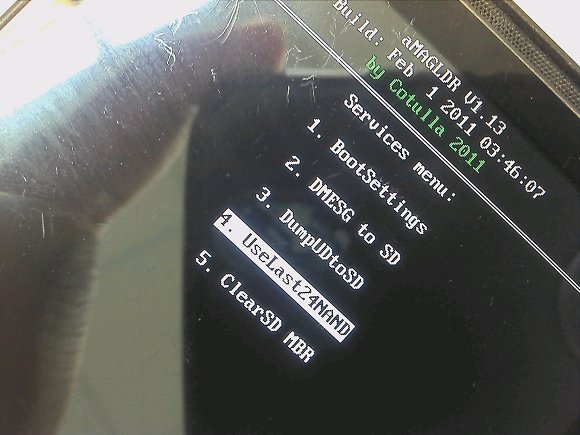 aMAGLDR V1.13
Build: Feb 1 2011 03:46:07
by Cotulla 2011
Services menu:
1. BootSettings
2. DMESG to SD
3. DumpUDtoSD
4. UseLast24NAND
5. ClearSD MBR